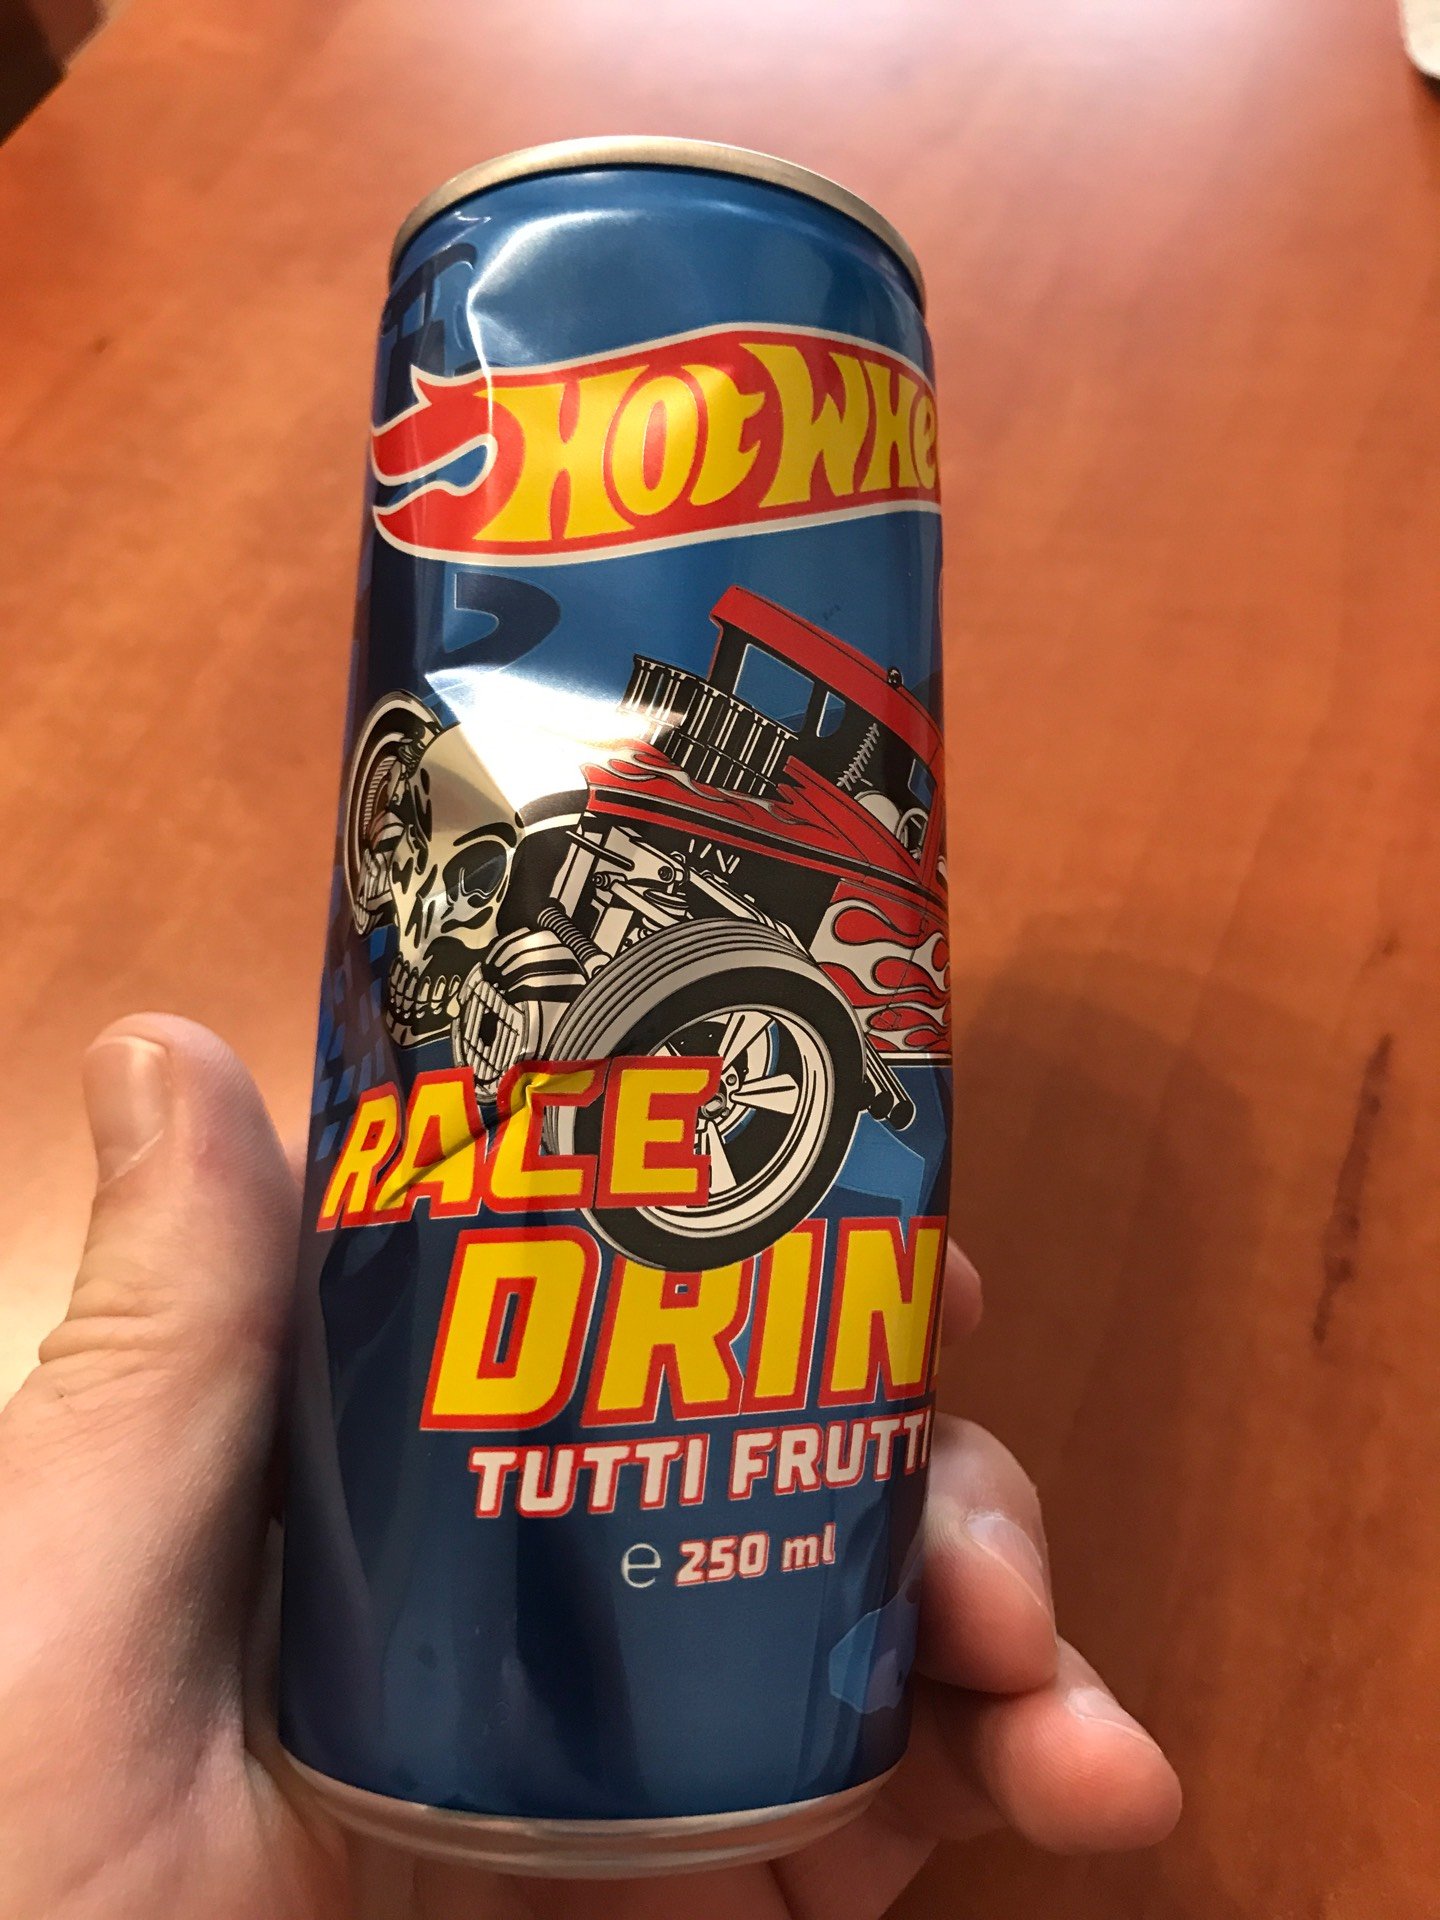 HOT WHE
RACE
DRIN
TUTTI FRUTTI
e 250 ml